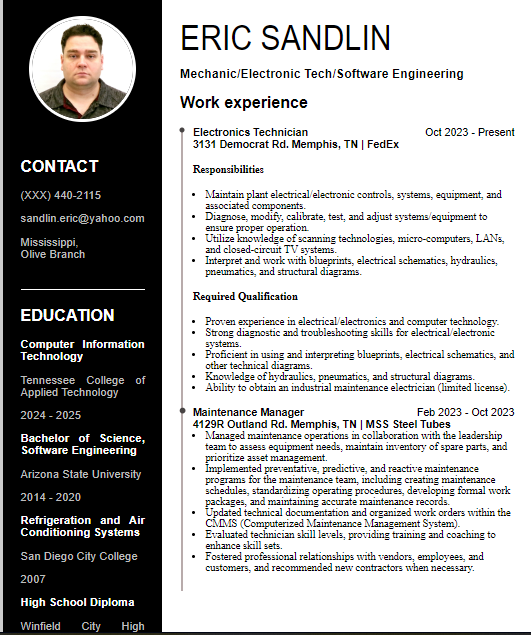 ERIC SANDLIN
Mechanic/Electronic Tech/Software Engineering
CONTACT
(XXX) 440-2115
sandlin.eric@yahoo.com
Mississippi,
Olive Branch
EDUCATION
Computer Information
Technology
Tennessee College of
Applied Technology
2024 - 2025
Bachelor of Science,
Software Engineering
Arizona State University
2014 - 2020
Refrigeration and Air
Conditioning Systems
San Diego City College
2007
High School Diploma
Winfield City High
Work experience
Electronics Technician Oct 2023 - Present
3131 Democrat Rd. Memphis, TN | FedEx
Responsibilities
• Maintain plant electrical/electronic controls, systems, equipment, and
associated components.
• Diagnose, modify, calibrate, test, and adjust systems/equipment to
ensure proper operation.
• Utilize knowledge of scanning technologies, micro-computers, LANs,
and closed-circuit TV systems.
• Interpret and work with blueprints, electrical schematics, hydraulics,
pneumatics, and structural diagrams.
Required Qualification
• Proven experience in electrical/electronics and computer technology.
• Strong diagnostic and troubleshooting skills for electrical/electronic
systems.
• Proficient in using and interpreting blueprints, electrical schematics, and
other technical diagrams.
• Knowledge of hydraulics, pneumatics, and structural diagrams.
• Ability to obtain an industrial maintenance electrician (limited license).
Maintenance Manager Feb 2023 - Oct 2023
4129R Outland Rd. Memphis, TN | MSS Steel Tubes
• Managed maintenance operations in collaboration with the leadership
team to assess equipment needs, maintain inventory of spare parts, and
prioritize asset management.
• Implemented preventative, predictive, and reactive maintenance
programs for the maintenance team, including creating maintenance
schedules, standardizing operating procedures, developing formal work
packages, and maintaining accurate maintenance records.
• Updated technical documentation and organized work orders within the
CMMS (Computerized Maintenance Management System).
• Evaluated technician skill levels, providing training and coaching to
enhance skill sets.
• Fostered professional relationships with vendors, employees, and
customers, and recommended new contractors when necessary.